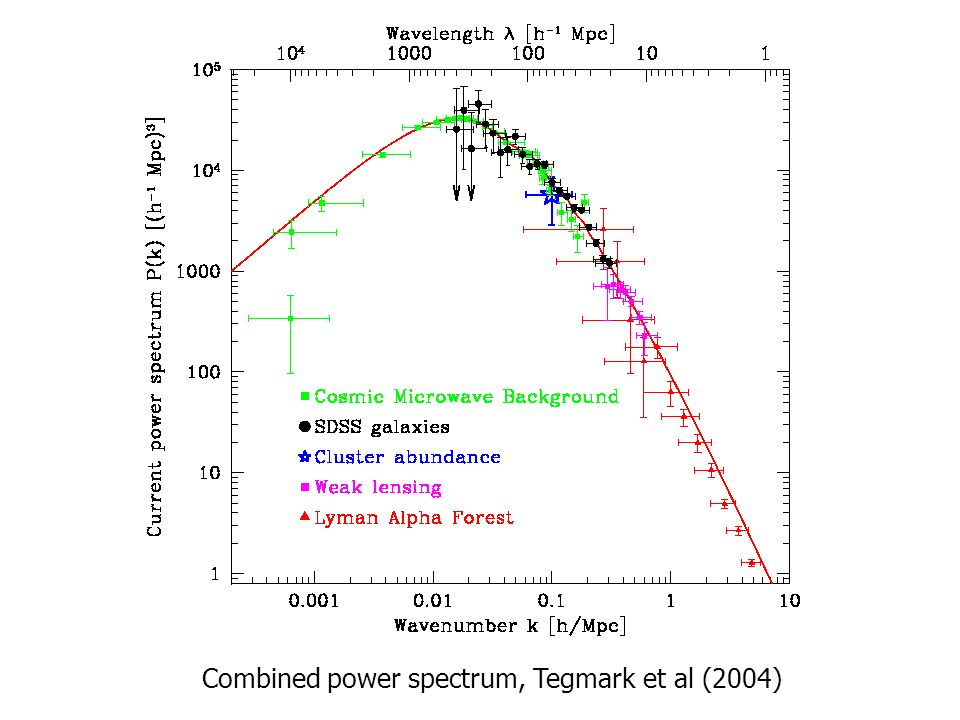 Wavelength λ [h⁻¹ Mpc]
10⁴ 1000 100 10 1
10⁵
10⁴
1000
100
10
1
Current power spectrum P(k) [(h⁻¹ Mpc)³]
Cosmic Microwave Background
SDSS galaxies
Cluster abundance
Weak lensing
Lyman Alpha Forest
0.001 0.01 0.1 1 10
Wavenumber k [h/Mpc]
Combined power spectrum, Tegmark et al (2004)